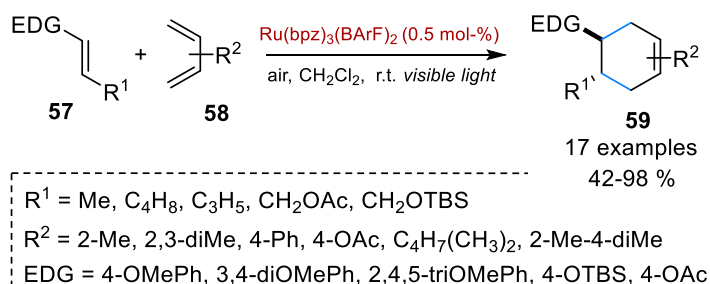 EDG
R¹
57
+
R²
58
Ru(bpz)₃(BArF)₂ (0.5 mol-%)
air, CH₂Cl₂, r.t. visible light
EDG
R¹
R²
59
17 examples
42-98 %
R¹ = Me, C₄H₈, C₃H₅, CH₂OAc, CH₂OTBS
R² = 2-Me, 2,3-diMe, 4-Ph, 4-OAc, C₄H₇(CH₃)₂, 2-Me-4-diMe
EDG = 4-OMePh, 3,4-diOMePh, 2,4,5-triOMePh, 4-OTBS, 4-OAc